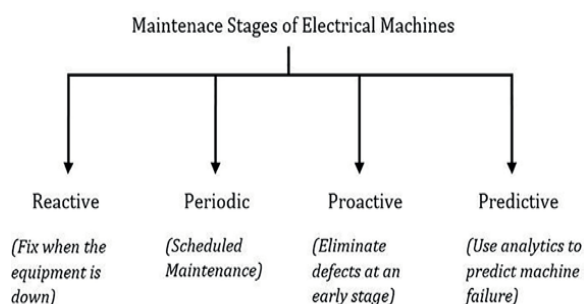 Maintenace Stages of Electrical Machines
Reactive
Periodic
Proactive
Predictive
(Fix when the
equipment is
down)
(Scheduled
Maintenance)
(Eliminate
defects at an
early stage)
(Use analytics to
predict machine
failure)